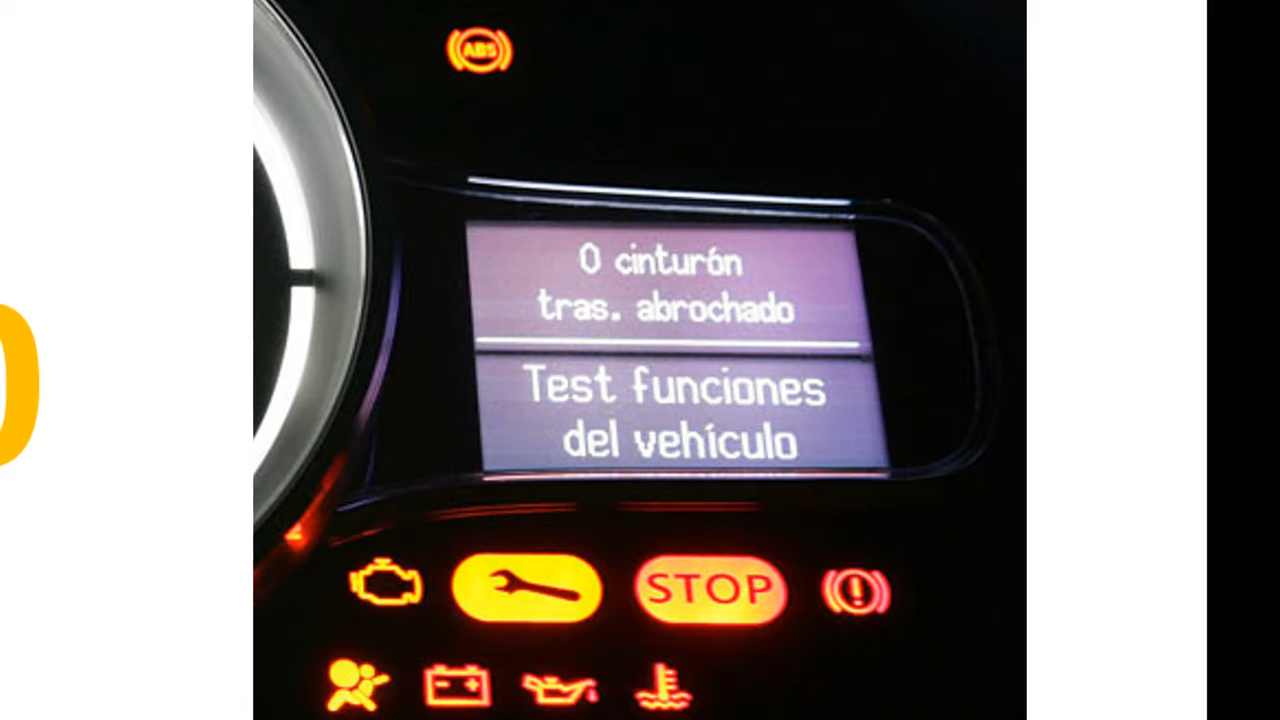 ABS
0 cinturón
tras. abrochado
Test funciones
del vehículo
STOP